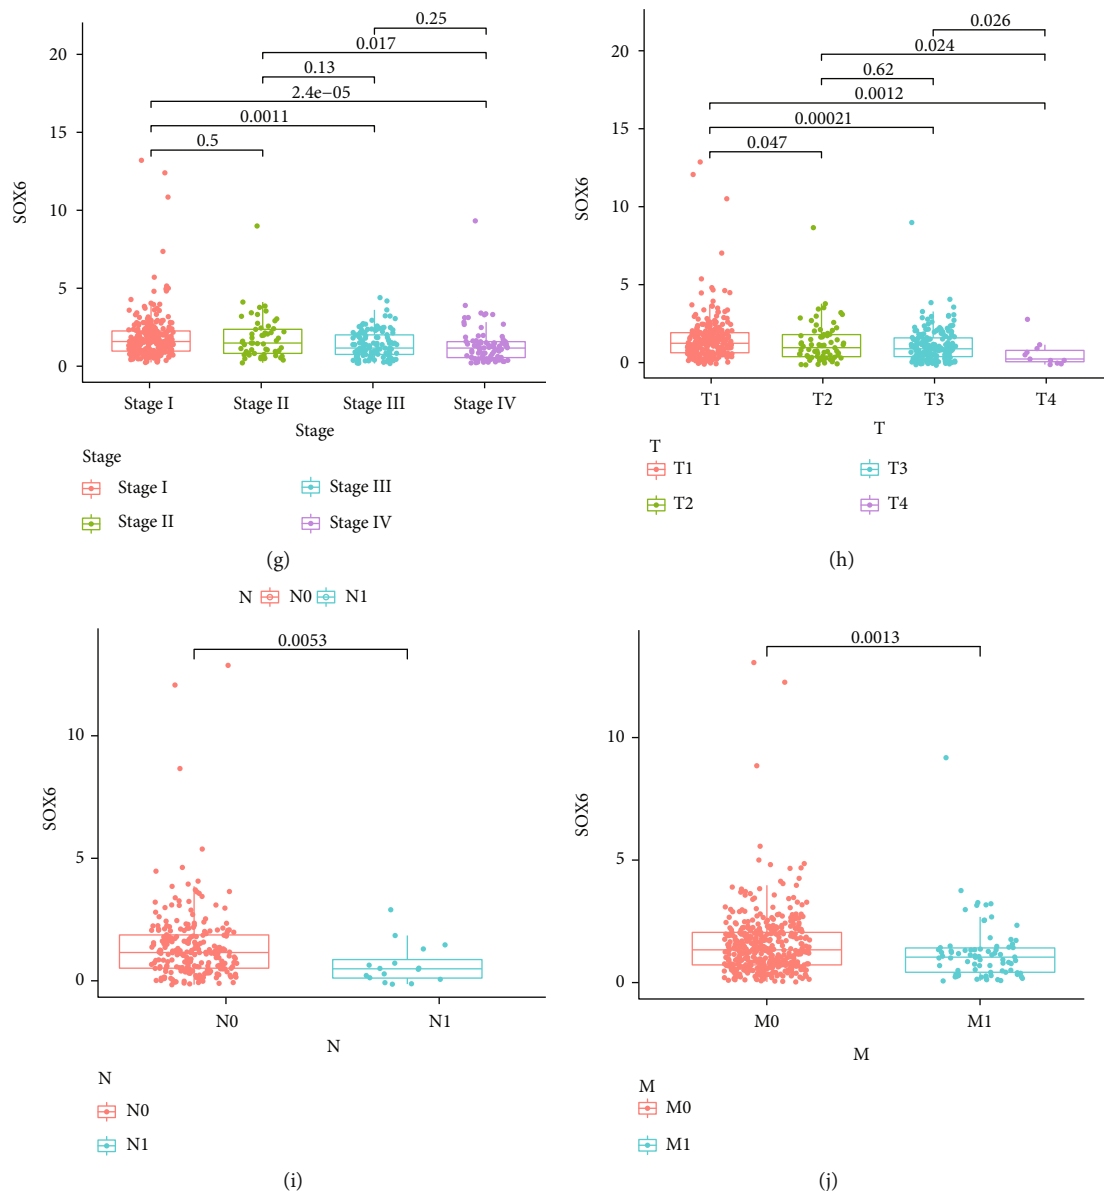 0.25
0.017
0.13
2.4e−05
0.0011
0.5
20
15
10
5
0
SOX6
Stage I
Stage II
Stage III
Stage IV
Stage
Stage
Stage I
Stage III
Stage II
Stage IV
(g)
0.026
0.024
0.62
0.0012
0.00021
0.047
20
15
10
5
0
SOX6
T1
T2
T3
T4
T
T
T1
T3
T2
T4
(h)
N N0 N1
0.0053
10
5
0
SOX6
N0
N1
N
N
N0
N1
(i)
0.0013
10
5
0
SOX6
M0
M1
M
M
M0
M1
(j)